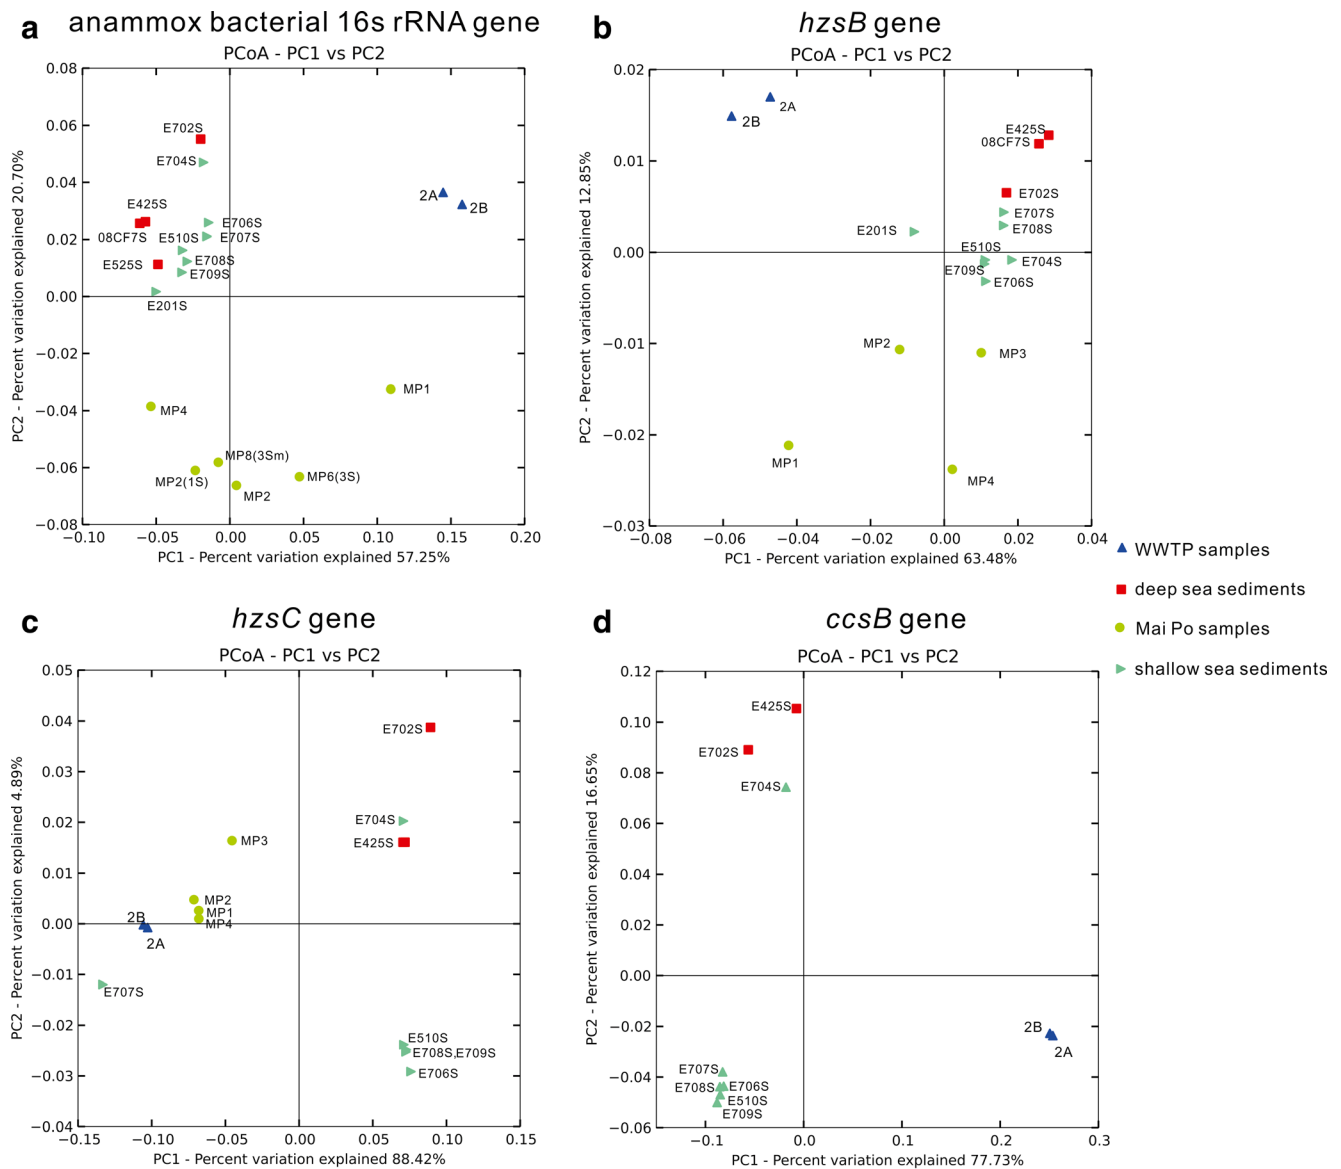 a anammox bacterial 16s rRNA gene
PCoA - PC1 vs PC2
PC2 - Percent variation explained 20.70%
0.08
0.06
0.04
0.02
0.00
−0.02
−0.04
−0.06
−0.08
E702S
E704S
E425S
08CF7S
E706S
E510S
E707S
E708S
E525S
E709S
E201S
2A
2B
MP1
MP4
MP8(3Sm)
MP2(1S)
MP6(3S)
MP2
−0.10 −0.05 0.00 0.05 0.10 0.15 0.20
PC1 - Percent variation explained 57.25%
b hzsB gene
PCoA - PC1 vs PC2
PC2 - Percent variation explained 12.85%
0.02
0.01
0.00
−0.01
−0.02
−0.03
2A
2B
E425S
08CF7S
E702S
E707S
E708S
E201S
E510S
E704S
E709S
E706S
MP2
MP3
MP1
MP4
−0.08 −0.06 −0.04 −0.02 0.00 0.02 0.04
PC1 - Percent variation explained 63.48%
WWTP samples
deep sea sediments
Mai Po samples
shallow sea sediments
c hzsC gene
PCoA - PC1 vs PC2
PC2 - Percent variation explained 4.89%
0.05
0.04
0.03
0.02
0.01
0.00
−0.01
−0.02
−0.03
−0.04
E702S
E704S
E425S
MP3
MP2
MP1
MP4
2B
2A
E707S
E510S
E708S,E709S
E706S
−0.15 −0.10 −0.05 0.00 0.05 0.10 0.15
PC1 - Percent variation explained 88.42%
d ccsB gene
PCoA - PC1 vs PC2
PC2 - Percent variation explained 16.65%
0.12
0.10
0.08
0.06
0.04
0.02
0.00
−0.02
−0.04
−0.06
E425S
E702S
E704S
2B
2A
E707S
E708S
E706S
E510S
E709S
−0.1 0.0 0.1 0.2 0.3
PC1 - Percent variation explained 77.73%